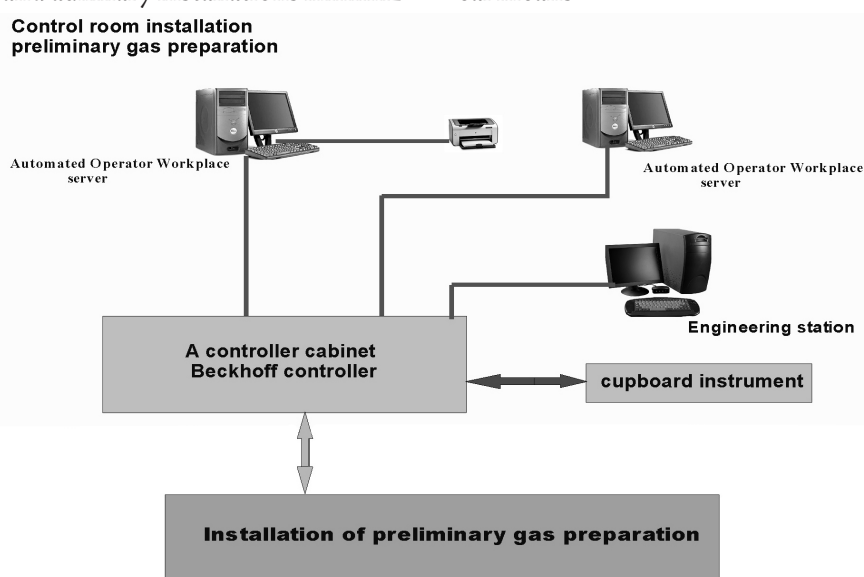 Control room installation
preliminary gas preparation
Automated Operator Workplace
server
Automated Operator Workplace
server
Engineering station
A controller cabinet
Beckhoff controller
cupboard instrument
Installation of preliminary gas preparation